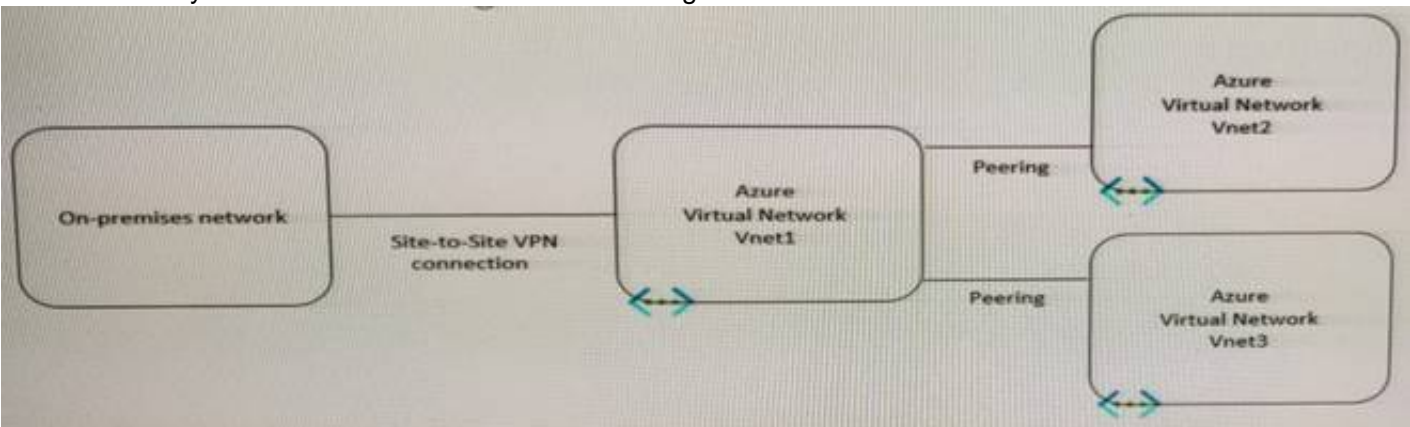 On-premises network
Site-to-Site VPN
connection
Azure
Virtual Network
Vnet1
Peering
Azure
Virtual Network
Vnet2
Peering
Azure
Virtual Network
Vnet3